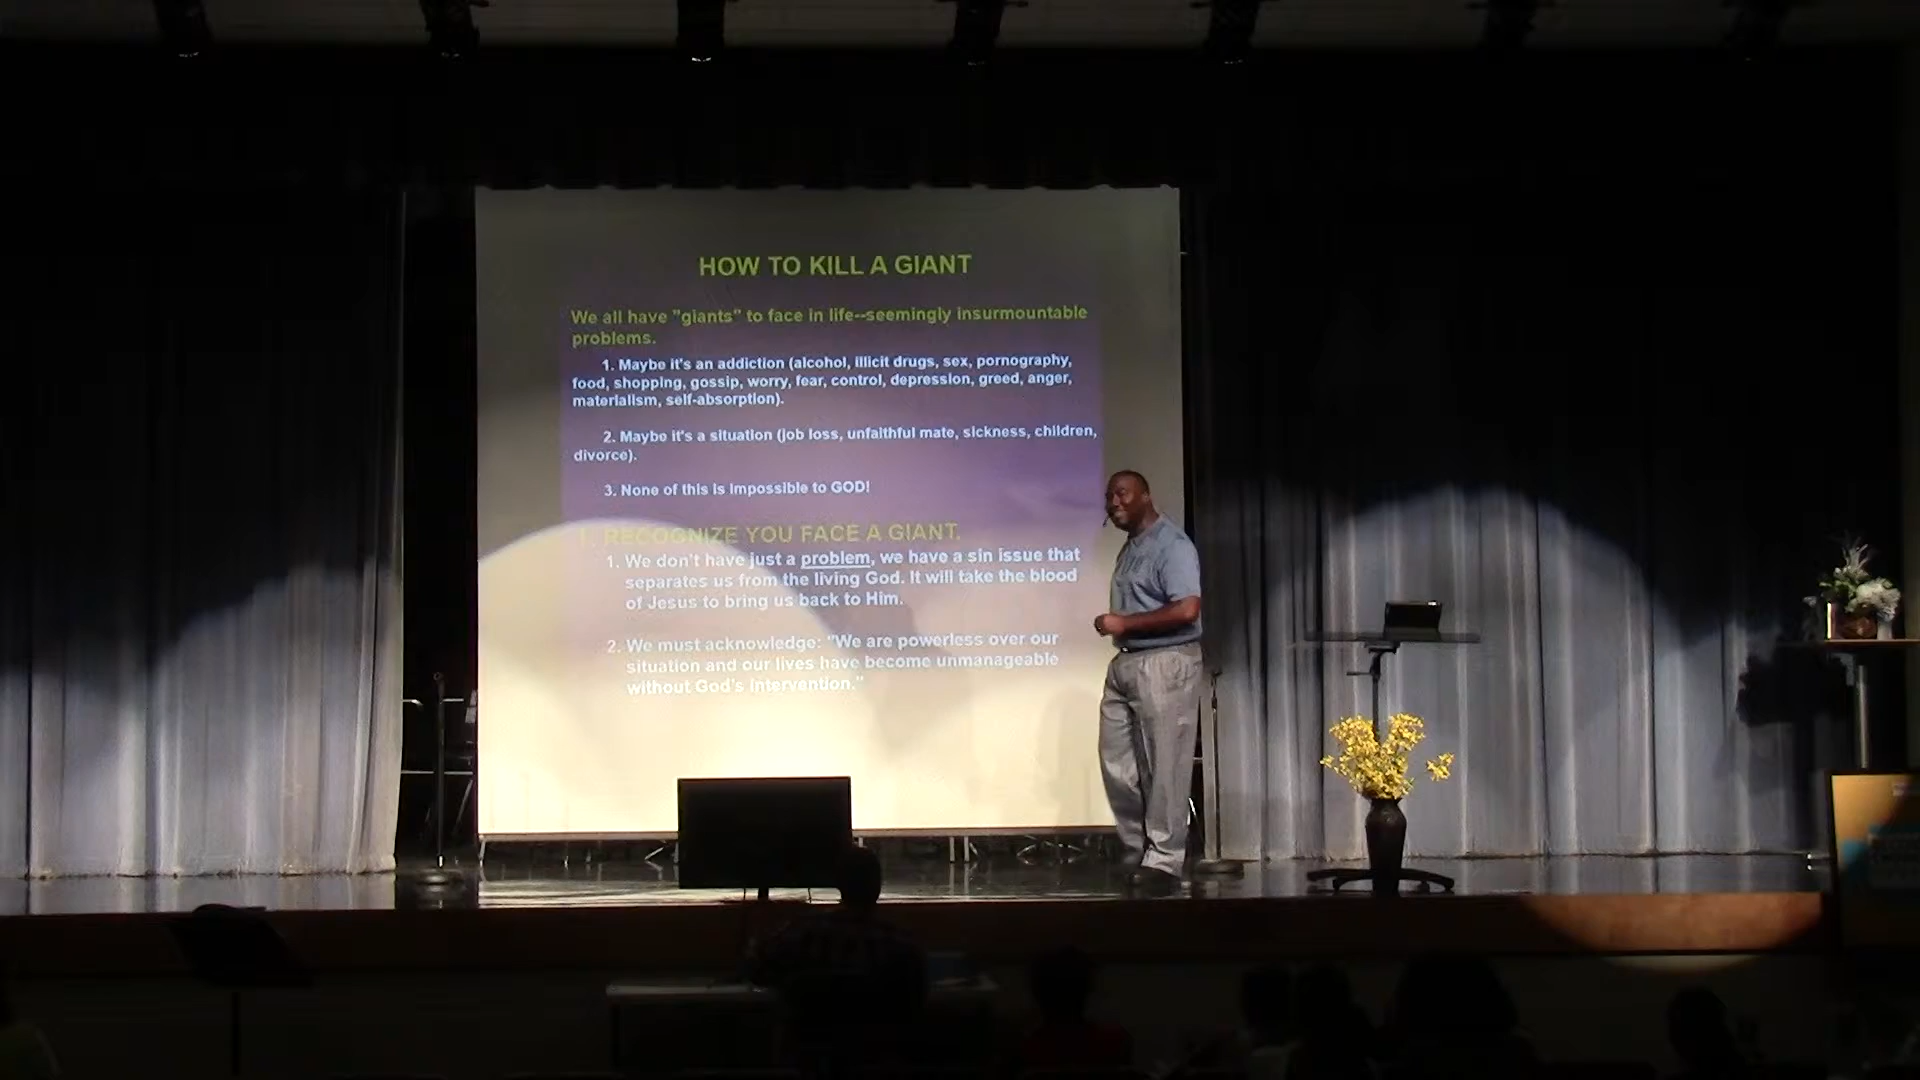 HOW TO KILL A GIANT
We all have "giants" to face in life--seemingly insurmountable
problems.
1. Maybe it's an addiction (alcohol, illicit drugs, sex, pornography,
food, shopping, gossip, worry, fear, control, depression, greed, anger,
materialism, self-absorption).
2. Maybe it's a situation (job loss, unfaithful mate, sickness, children,
divorce).
3. None of this is impossible to GOD!
I. RECOGNIZE YOU FACE A GIANT.
1. We don't have just a problem, we have a sin issue that
separates us from the living God. It will take the blood
of Jesus to bring us back to Him.
2. We must acknowledge: "We are powerless over our
situation and our lives have become unmanageable
without God's intervention."